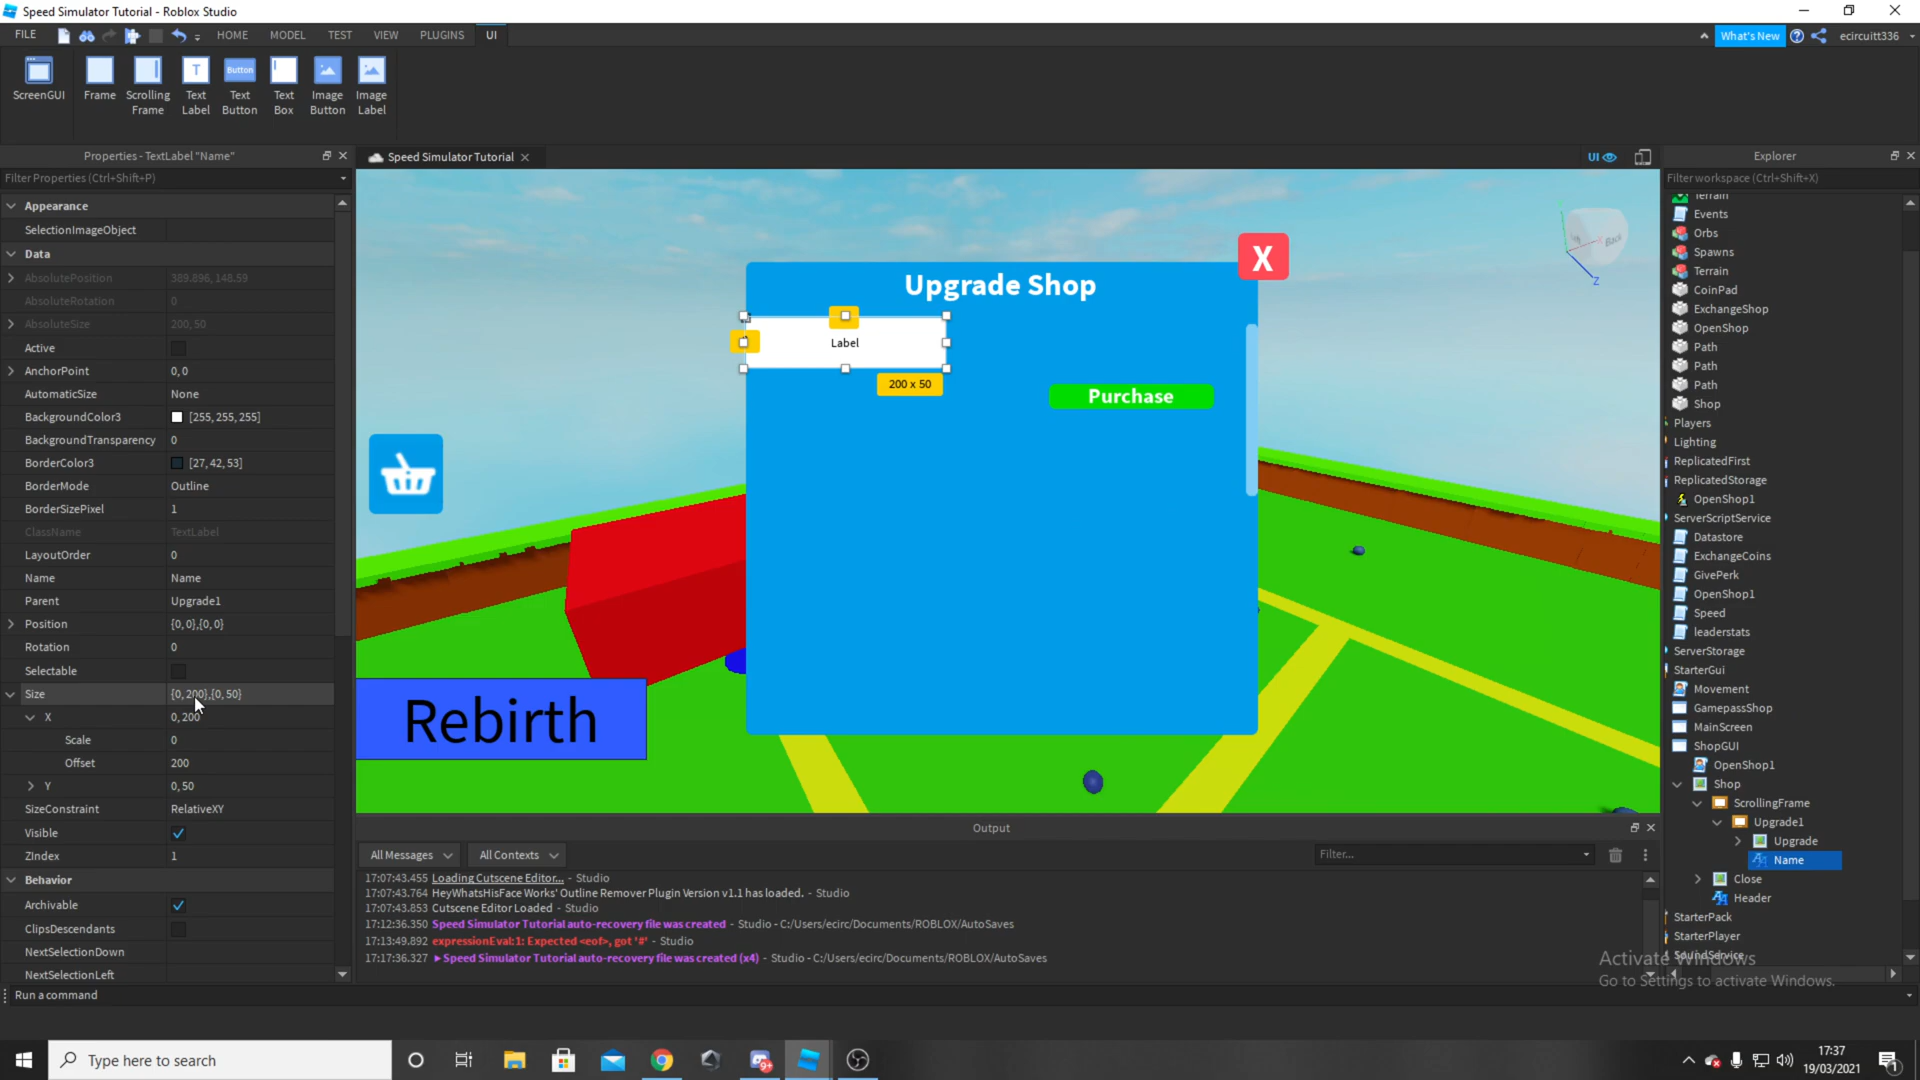 Speed Simulator Tutorial - Roblox Studio
FILE
HOME
MODEL
TEST
VIEW
PLUGINS
UI
What's New
ecircuitt336
ScreenGUI
Frame
Scrolling Frame
Text Label
Button
Text Button
Text Box
Image Button
Image Label
Properties - TextLabel "Name"
Filter Properties (Ctrl+Shift+P)
Appearance
SelectionImageObject
Data
AbsolutePosition 389.896, 148.59
AbsoluteRotation 0
AbsoluteSize 200, 50
Active
AnchorPoint 0, 0
AutomaticSize None
BackgroundColor3 [255, 255, 255]
BackgroundTransparency 0
BorderColor3 [27, 42, 53]
BorderMode Outline
BorderSizePixel 1
ClassName TextLabel
LayoutOrder 0
Name Name
Parent Upgrade1
Position {0, 0},{0, 0}
Rotation 0
Selectable
Size {0, 200},{0, 50}
X 0, 200
Scale 0
Offset 200
Y 0, 50
SizeConstraint RelativeXY
Visible
ZIndex 1
Behavior
Archivable
ClipsDescendants
NextSelectionDown
NextSelectionLeft
Speed Simulator Tutorial
UI
X
Back
Z
Upgrade Shop
Label
200 x 50
Purchase
Rebirth
Output
All Messages
All Contexts
Filter...
17:07:43.455 Loading Cutscene Editor... - Studio
17:07:43.764 HeyWhatsHisFace Works' Outline Remover Plugin Version v1.1 has loaded. - Studio
17:07:43.853 Cutscene Editor Loaded - Studio
17:12:36.350 Speed Simulator Tutorial auto-recovery file was created - Studio - C:/Users/ecirc/Documents/ROBLOX/AutoSaves
17:13:49.892 expressionEval:1: Expected <eof>, got '#' - Studio
17:17:36.327 ►Speed Simulator Tutorial auto-recovery file was created (x4) - Studio - C:/Users/ecirc/Documents/ROBLOX/AutoSaves
Explorer
Filter workspace (Ctrl+Shift+X)
Terrain
Events
Orbs
Spawns
Terrain
CoinPad
ExchangeShop
OpenShop
Path
Path
Path
Shop
Players
Lighting
ReplicatedFirst
ReplicatedStorage
OpenShop1
ServerScriptService
Datastore
ExchangeCoins
GivePerk
OpenShop1
Speed
leaderstats
ServerStorage
StarterGui
Movement
GamepassShop
MainScreen
ShopGUI
OpenShop1
Shop
ScrollingFrame
Upgrade1
Upgrade
Name
Close
Header
StarterPack
StarterPlayer
SoundService
Activate Windows
Go to Settings to activate Windows.
Run a command
Type here to search
9+
17:37
19/03/2021
1